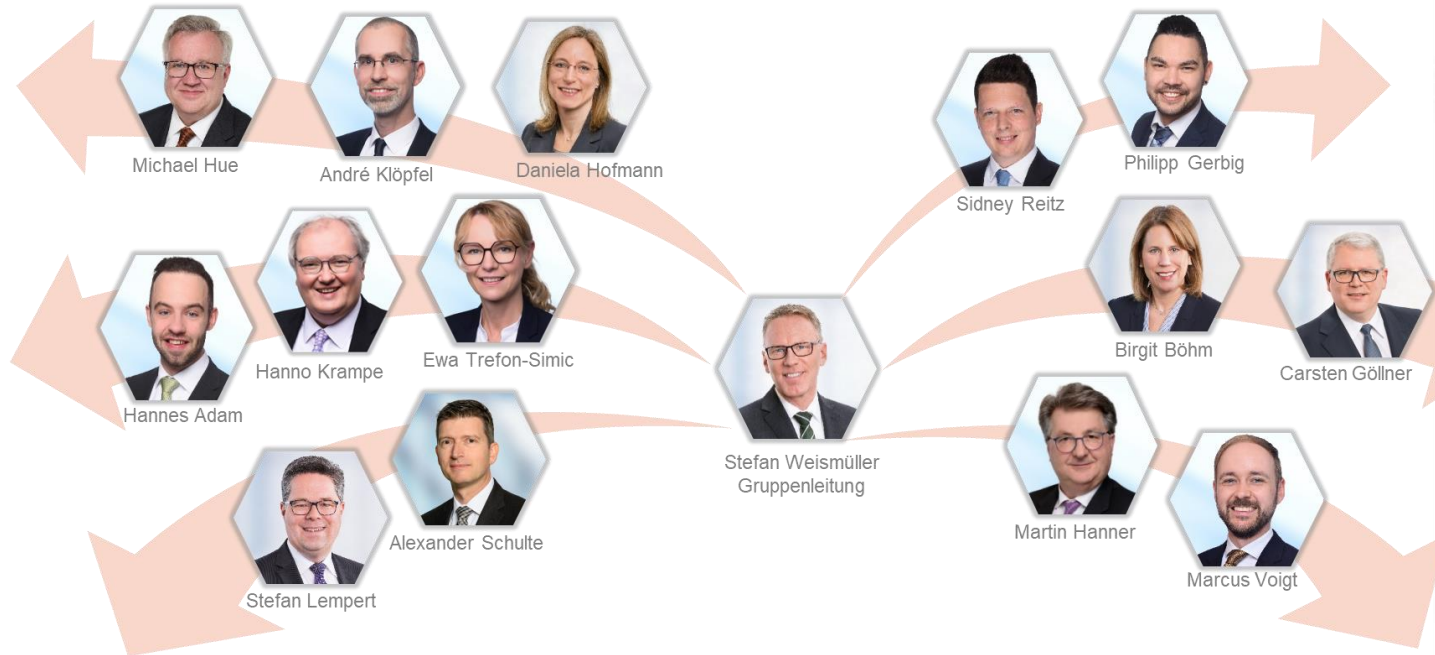 Michael Hue
André Klöpfel
Daniela Hofmann
Sidney Reitz
Philipp Gerbig
Hannes Adam
Hanno Krampe
Ewa Trefon-Simic
Birgit Böhm
Carsten Göllner
Stefan Weismüller
Gruppenleitung
Stefan Lempert
Alexander Schulte
Martin Hanner
Marcus Voigt